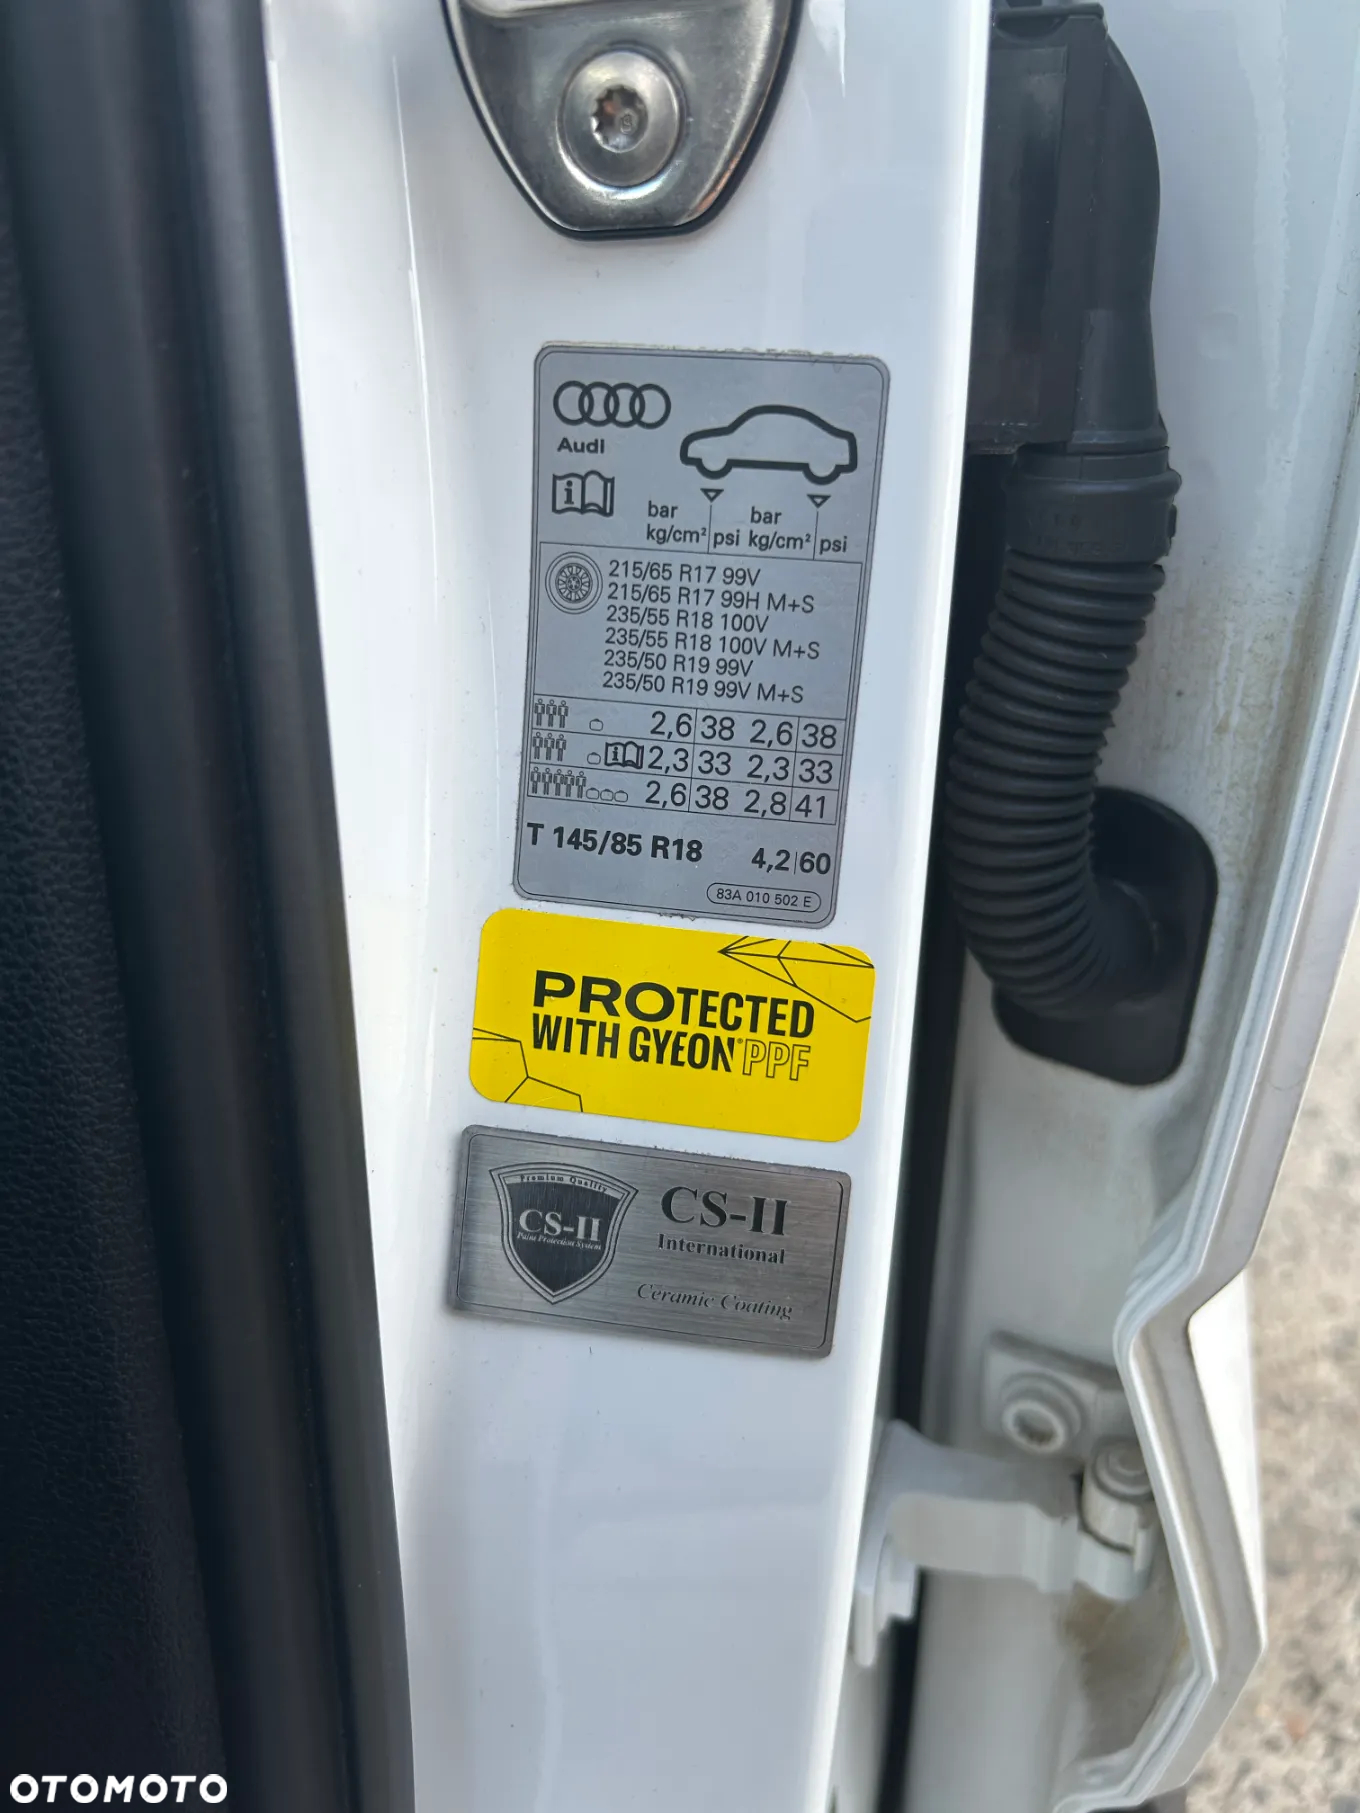 Audi
bar bar
kg/cm² psi kg/cm² psi
215/65 R17 99V
215/65 R17 99H M+S
235/55 R18 100V
235/55 R18 100V M+S
235/50 R19 99V
235/50 R19 99V M+S
2,6 38 2,6 38
i 2,3 33 2,3 33
2,6 38 2,8 41
T 145/85 R18 4,2 60
83A 010 502 E
PROTECTED
WITH GYEON® PPF
Premium Quality
CS-II
Paint Protection System
CS-II
International
Ceramic Coating
OTOMOTO